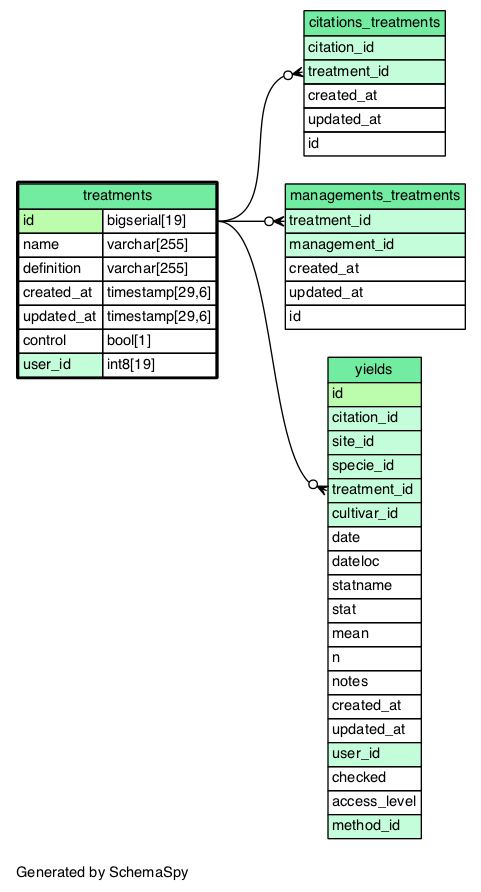 citations_treatments
citation_id
treatment_id
created_at
updated_at
id
treatments
id bigserial[19]
name varchar[255]
definition varchar[255]
created_at timestamp[29,6]
updated_at timestamp[29,6]
control bool[1]
user_id int8[19]
managements_treatments
treatment_id
management_id
created_at
updated_at
id
yields
id
citation_id
site_id
specie_id
treatment_id
cultivar_id
date
dateloc
statname
stat
mean
n
notes
created_at
updated_at
user_id
checked
access_level
method_id
Generated by SchemaSpy